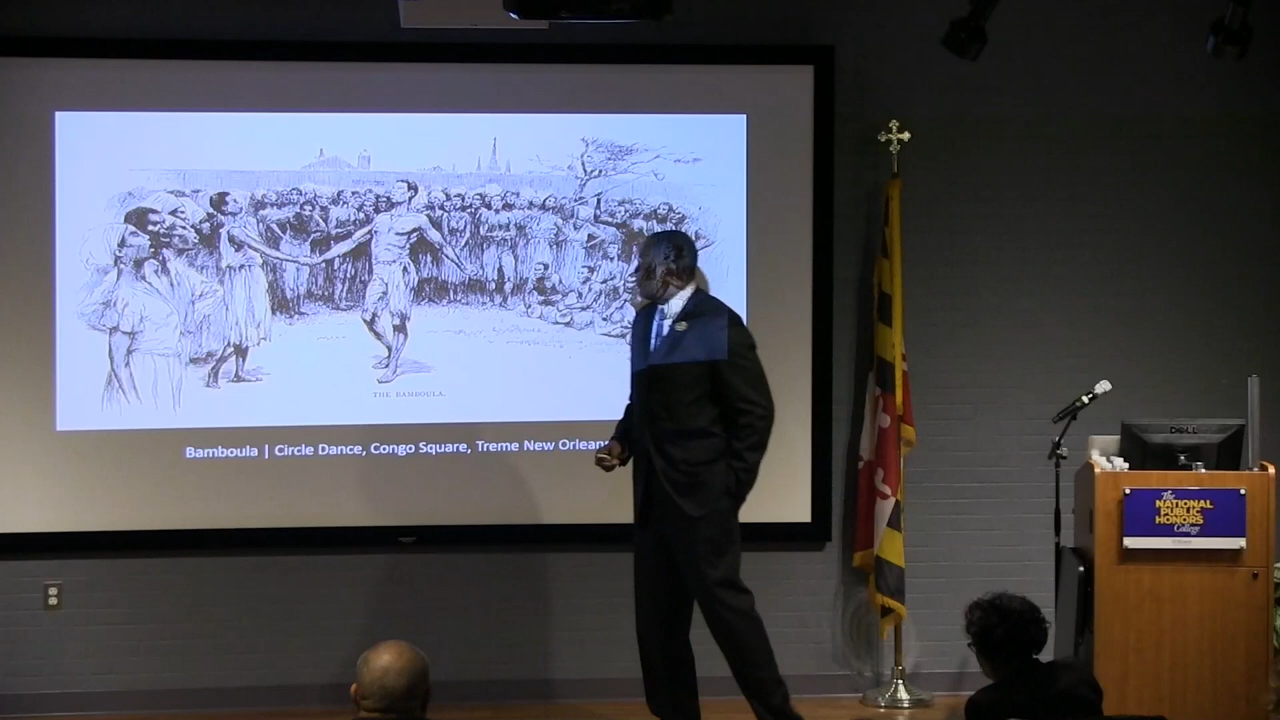 THE BAMBOULA.
Bamboula | Circle Dance, Congo Square, Treme New Orleans
DELL
The
NATIONAL
PUBLIC
HONORS
College